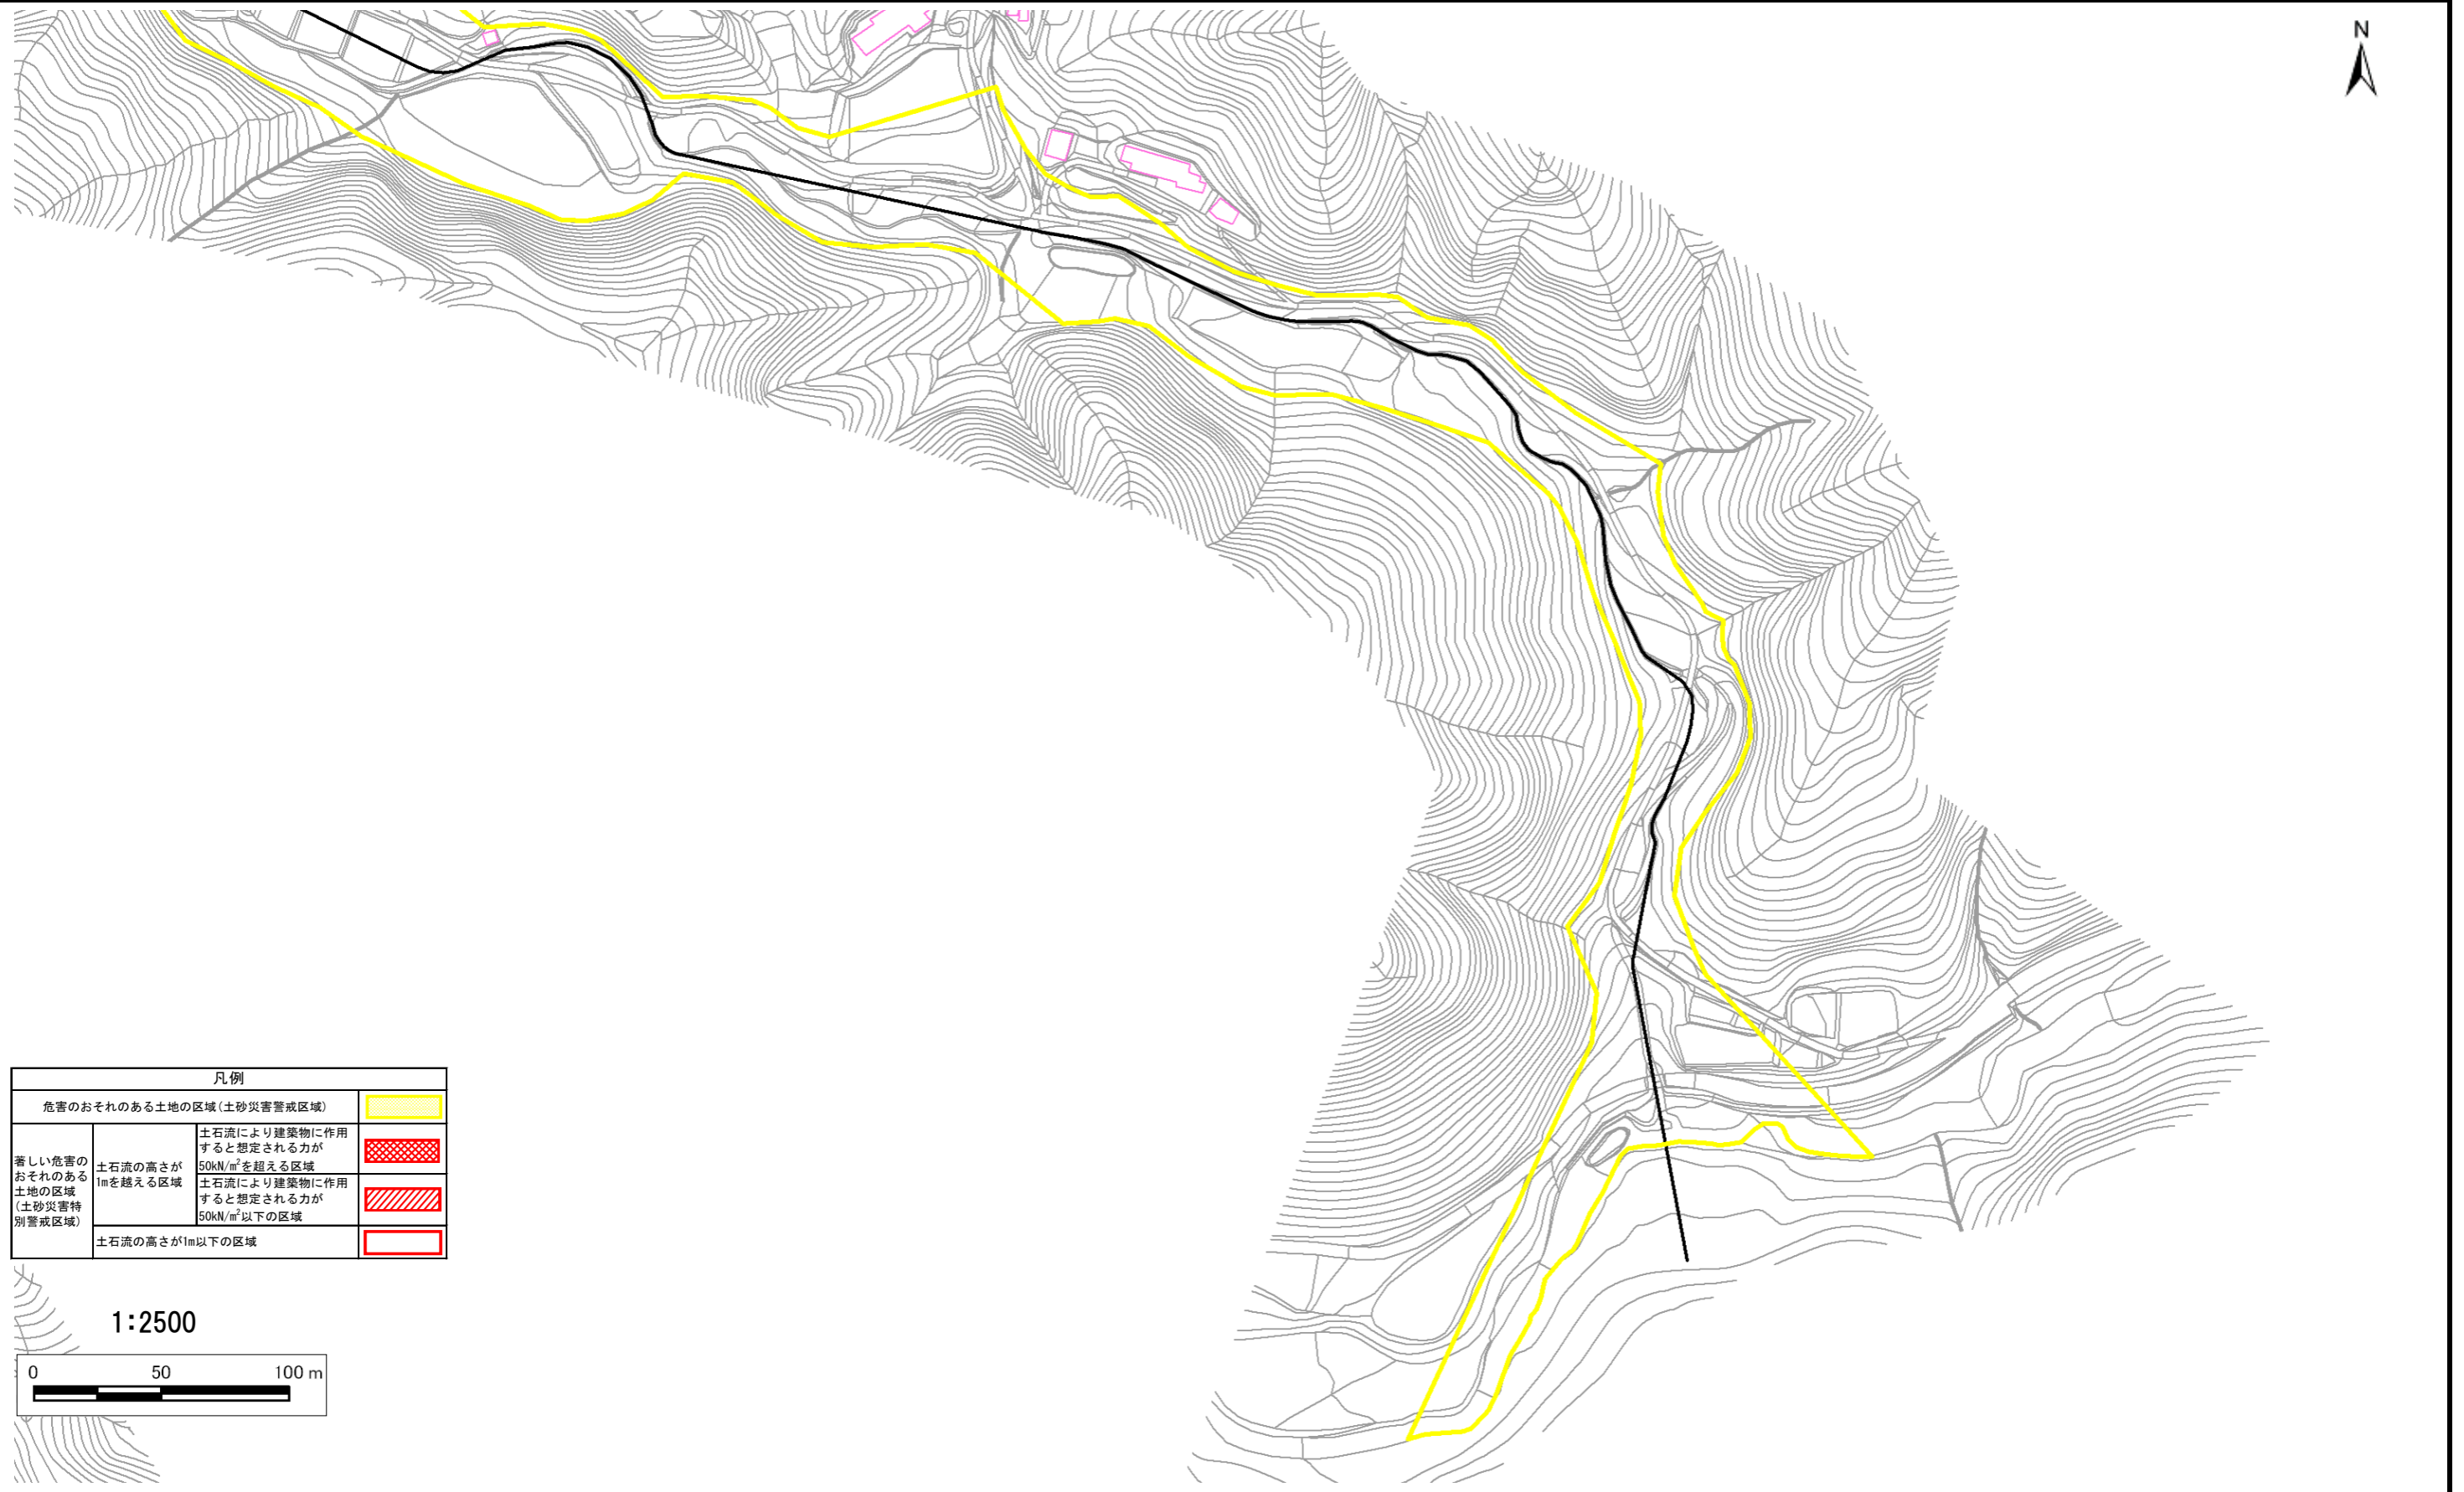 N
凡例
危害のおそれのある土地の区域(土砂災害警戒区域)
著しい危害の
おそれのある
土地の区域
(土砂災害特
別警戒区域)
土石流の高さが
1mを越える区域
土石流により建築物に作用
すると想定される力が
50kN/m²を超える区域
土石流により建築物に作用
すると想定される力が
50kN/m²以下の区域
土石流の高さが1m以下の区域
1:2500
0 50 100 m